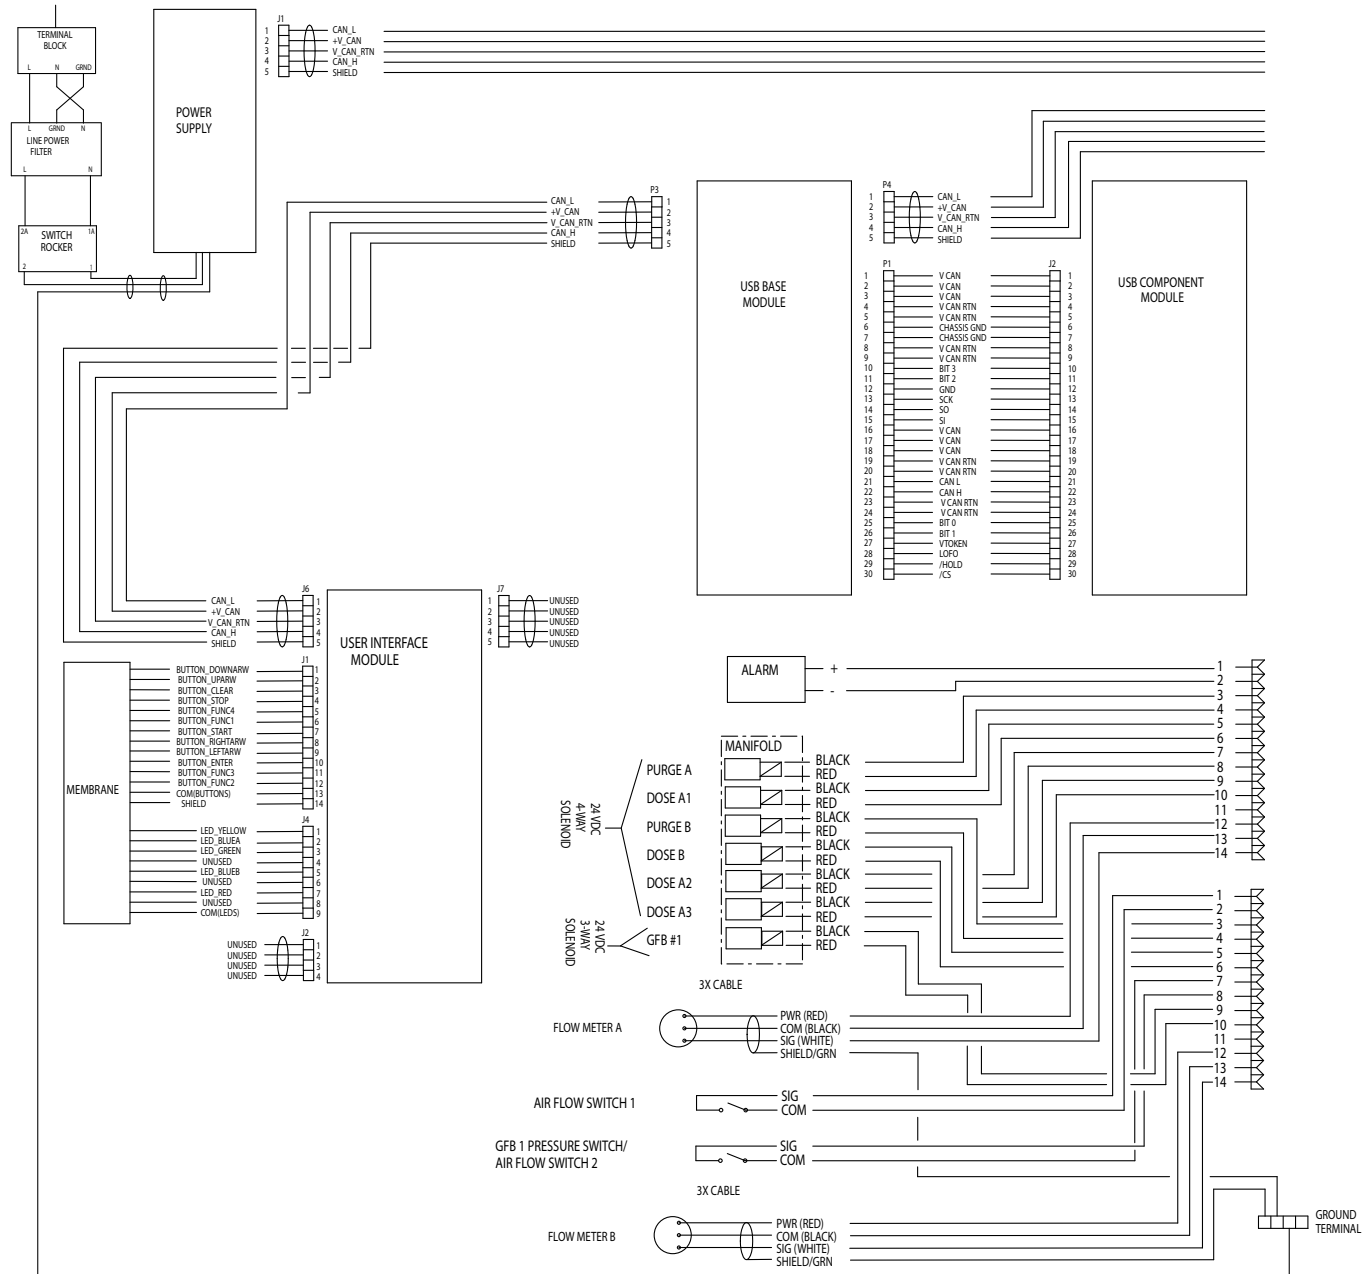 TERMINAL
BLOCK
L N GRND
L GRND N
LINE POWER
FILTER
L N
2A 1A
SWITCH
ROCKER
2 1
POWER
SUPPLY
J1
1 CAN_L
2 +V_CAN
3 V_CAN_RTN
4 CAN_H
5 SHIELD
P3
CAN_L 1
+V_CAN 2
V_CAN_RTN 3
CAN_H 4
SHIELD 5
USB BASE
MODULE
P4
1 CAN_L
2 +V_CAN
3 V_CAN_RTN
4 CAN_H
5 SHIELD
USB COMPONENT
MODULE
P1 J2
1 V CAN 1
2 V CAN 2
3 V CAN 3
4 V CAN RTN 4
5 V CAN RTN 5
6 CHASSIS GND 6
7 CHASSIS GND 7
8 V CAN RTN 8
9 V CAN RTN 9
10 BIT 3 10
11 BIT 2 11
12 GND 12
13 SCK 13
14 SO 14
15 SI 15
16 V CAN 16
17 V CAN 17
18 V CAN 18
19 V CAN RTN 19
20 V CAN RTN 20
21 CAN L 21
22 CAN H 22
23 V CAN RTN 23
24 V CAN RTN 24
25 BIT 0 25
26 BIT 1 26
27 VTOKEN 27
28 LOFO 28
29 /HOLD 29
30 /CS 30
J6
CAN_L 1
+V_CAN 2
V_CAN_RTN 3
CAN_H 4
SHIELD 5
USER INTERFACE
MODULE
J7
1 UNUSED
2 UNUSED
3 UNUSED
4 UNUSED
5 UNUSED
MEMBRANE
J1
BUTTON_DOWNARW 1
BUTTON_UPARW 2
BUTTON_CLEAR 3
BUTTON_STOP 4
BUTTON_FUNC4 5
BUTTON_FUNC1 6
BUTTON_START 7
BUTTON_RIGHTARW 8
BUTTON_LEFTARW 9
BUTTON_ENTER 10
BUTTON_FUNC3 11
BUTTON_FUNC2 12
COM(BUTTONS) 13
SHIELD 14
J4
LED_YELLOW 1
LED_BLUEA 2
LED_GREEN 3
UNUSED 4
LED_BLUEB 5
UNUSED 6
LED_RED 7
UNUSED 8
COM(LEDS) 9
J2
UNUSED 1
UNUSED 2
UNUSED 3
UNUSED 4
ALARM
+
-
MANIFOLD
24 VDC
4-WAY
SOLENOID
PURGE A BLACK
RED
DOSE A1 BLACK
RED
PURGE B BLACK
RED
DOSE B BLACK
RED
DOSE A2 BLACK
RED
DOSE A3 BLACK
RED
24 VDC
3-WAY
SOLENOID
GFB #1 BLACK
RED
1
2
3
4
5
6
7
8
9
10
11
12
13
14
1
2
3
4
5
6
7
8
9
10
11
12
13
14
3X CABLE
FLOW METER A
PWR (RED)
COM (BLACK)
SIG (WHITE)
SHIELD/GRN
AIR FLOW SWITCH 1
SIG
COM
GFB 1 PRESSURE SWITCH/
AIR FLOW SWITCH 2
SIG
COM
3X CABLE
FLOW METER B
PWR (RED)
COM (BLACK)
SIG (WHITE)
SHIELD/GRN
GROUND
TERMINAL